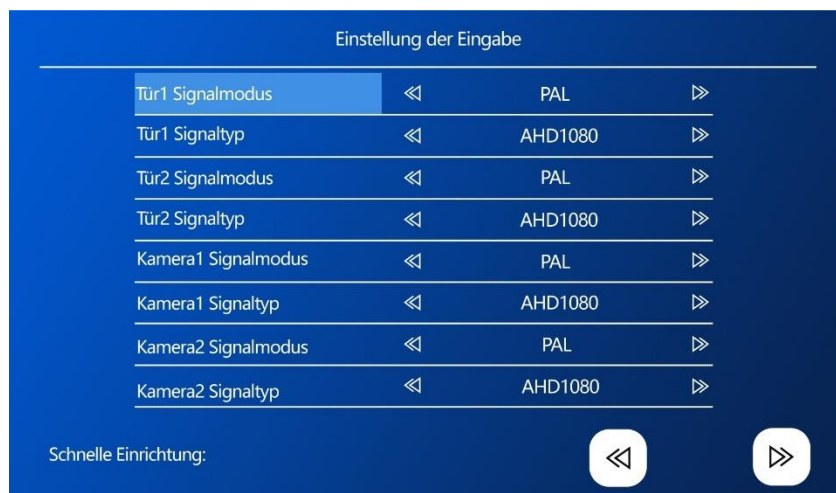 Einstellung der Eingabe
Tür1 Signalmodus PAL
Tür1 Signaltyp AHD1080
Tür2 Signalmodus PAL
Tür2 Signaltyp AHD1080
Kamera1 Signalmodus PAL
Kamera1 Signaltyp AHD1080
Kamera2 Signalmodus PAL
Kamera2 Signaltyp AHD1080
Schnelle Einrichtung: